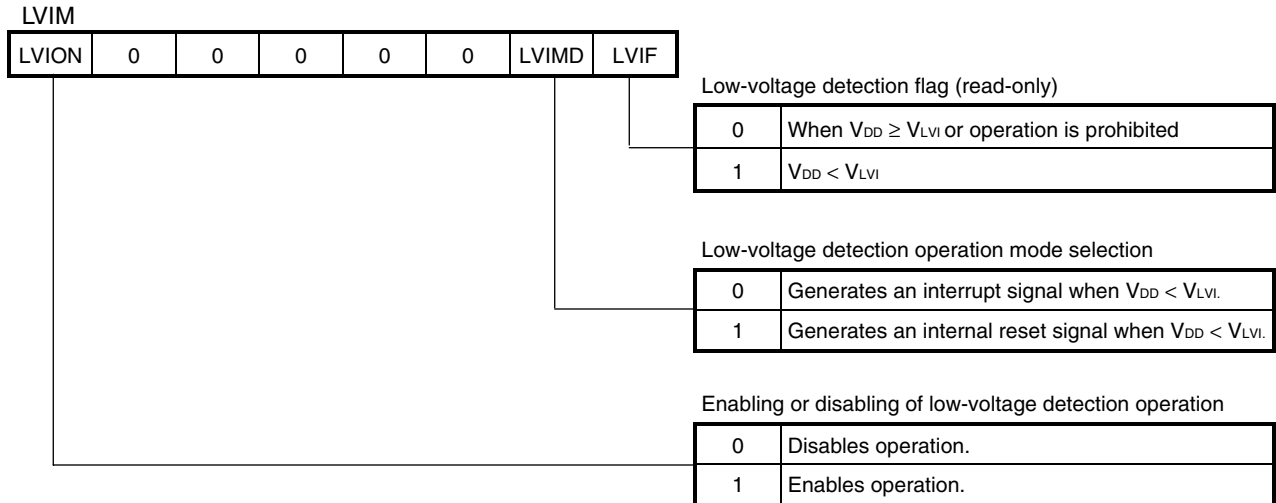 LVIM
LVION 0 0 0 0 0 LVIMD LVIF
Low-voltage detection flag (read-only)
0 When VDD ≥ VLVI or operation is prohibited
1 VDD < VLVI
Low-voltage detection operation mode selection
0 Generates an interrupt signal when VDD < VLVI.
1 Generates an internal reset signal when VDD < VLVI.
Enabling or disabling of low-voltage detection operation
0 Disables operation.
1 Enables operation.